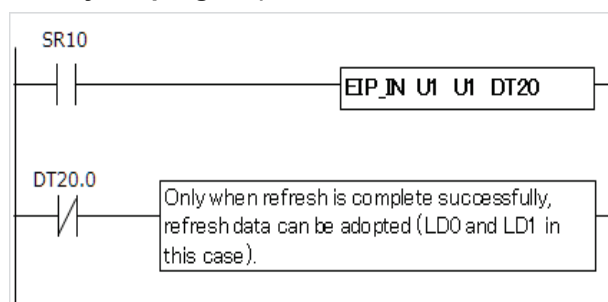 SR10
EIP_IN U1 U1 DT20
DT20.0
Only when refresh is complete successfully,
refresh data can be adopted (LD0 and LD1 in
this case).